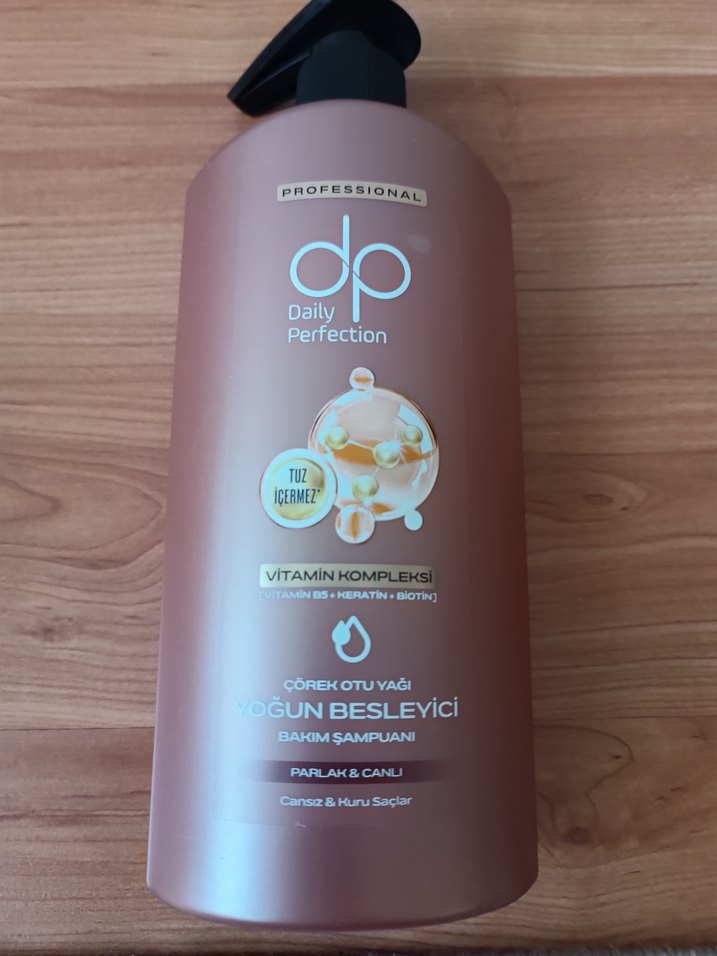 PROFESSIONAL
dp
Daily
Perfection
TUZ
İÇERMEZ*
VİTAMİN KOMPLEKSİ
[VİTAMİN B5 + KERATİN + BİOTİN]
ÇÖREK OTU YAĞI
YOĞUN BESLEYİCİ
BAKIM ŞAMPUANI
PARLAK & CANLI
Cansız & Kuru Saçlar